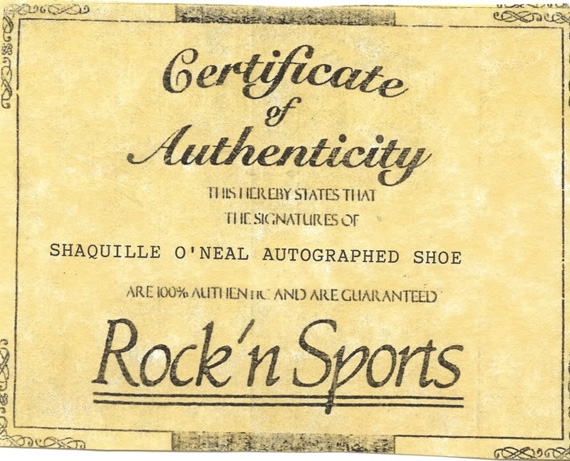 Certificate
of
Authenticity
THIS HEREBY STATES THAT
THE SIGNATURES OF
SHAQUILLE O'NEAL AUTOGRAPHED SHOE
ARE 100% AUTHENTIC AND ARE GUARANTEED
Rock'n Sports